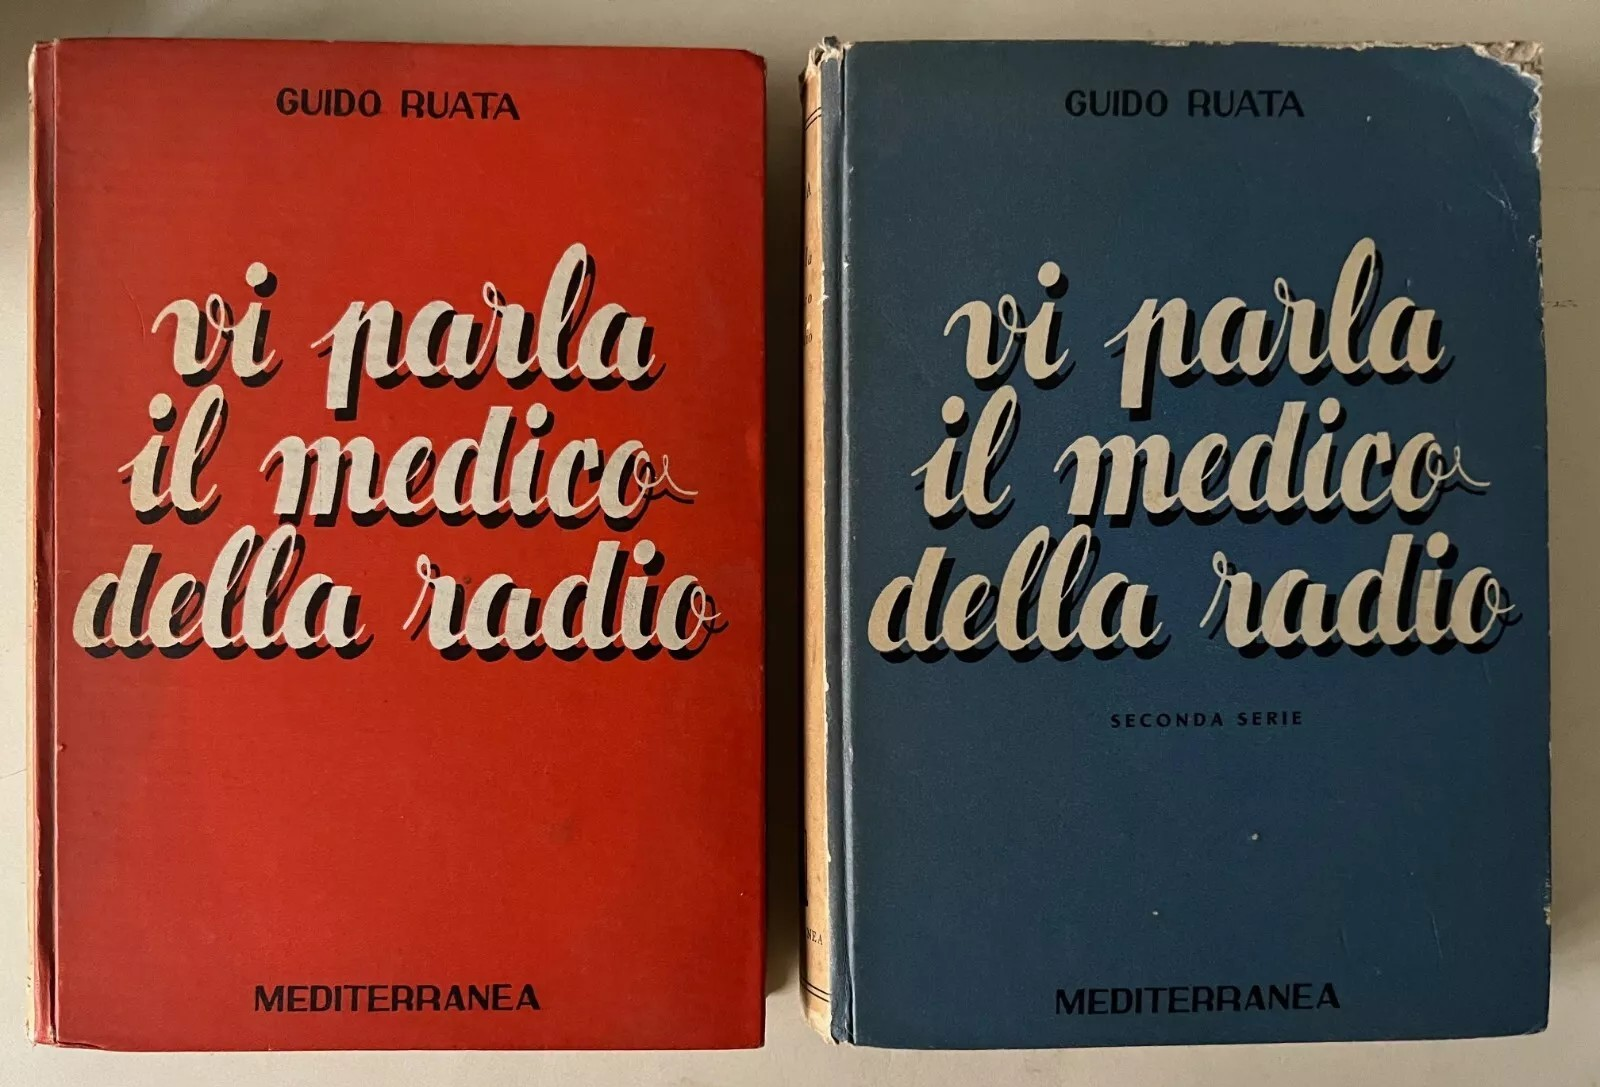 GUIDO RUATA
vi parla
il medico
della radio
MEDITERRANEA
GUIDO RUATA
vi parla
il medico
della radio
SECONDA SERIE
MEDITERRANEA